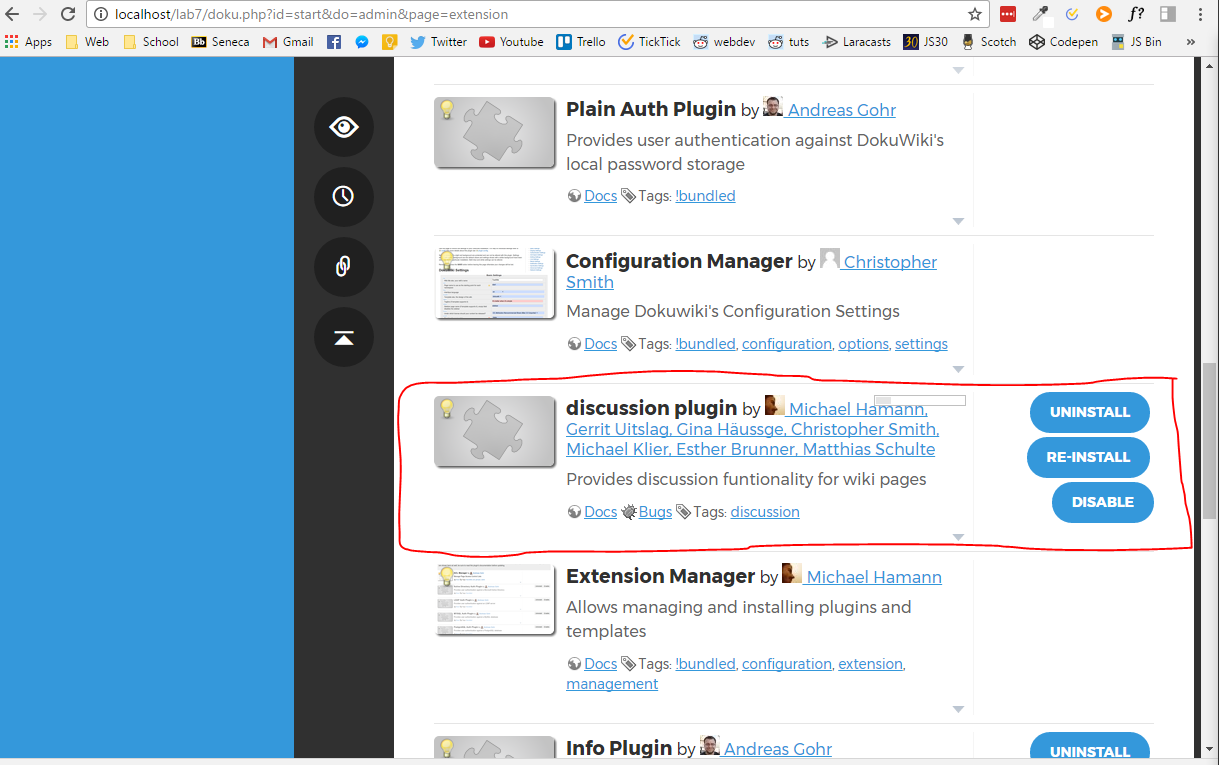 localhost/lab7/doku.php?id=start&do=admin&page=extension
Apps Web School Bb Seneca Gmail Twitter Youtube Trello TickTick webdev tuts Laracasts 30 JS30 Scotch Codepen JS Bin »
f?
Plain Auth Plugin by Andreas Gohr
Provides user authentication against DokuWiki's
local password storage
Docs Tags: !bundled
Configuration Manager by Christopher
Smith
Manage Dokuwiki's Configuration Settings
Docs Tags: !bundled, configuration, options, settings
discussion plugin by Michael Hamann,
Gerrit Uitslag, Gina Häussge, Christopher Smith,
Michael Klier, Esther Brunner, Matthias Schulte
Provides discussion funtionality for wiki pages
Docs Bugs Tags: discussion
UNINSTALL
RE-INSTALL
DISABLE
Extension Manager by Michael Hamann
Allows managing and installing plugins and
templates
Docs Tags: !bundled, configuration, extension,
management
Info Plugin by Andreas Gohr
UNINSTALL